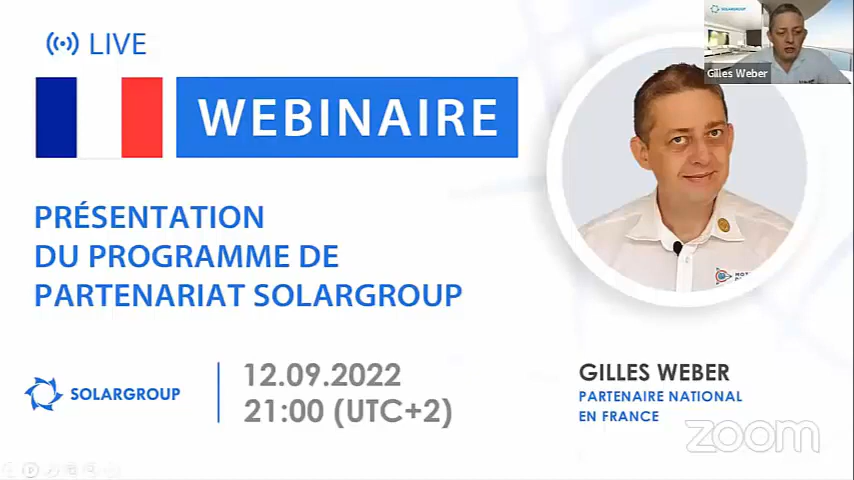 SOLARGROUP
Gilles Weber
LIVE
WEBINAIRE
PRÉSENTATION
DU PROGRAMME DE
PARTENARIAT SOLARGROUP
SOLARGROUP
12.09.2022
21:00 (UTC+2)
GILLES WEBER
PARTENAIRE NATIONAL
EN FRANCE
zoom